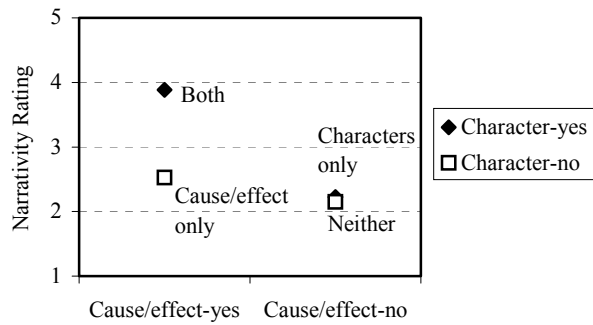 5
4
3
2
1
Narrativity Rating
Both
Cause/effect
only
Characters
only
Neither
Cause/effect-yes
Cause/effect-no
Character-yes
Character-no